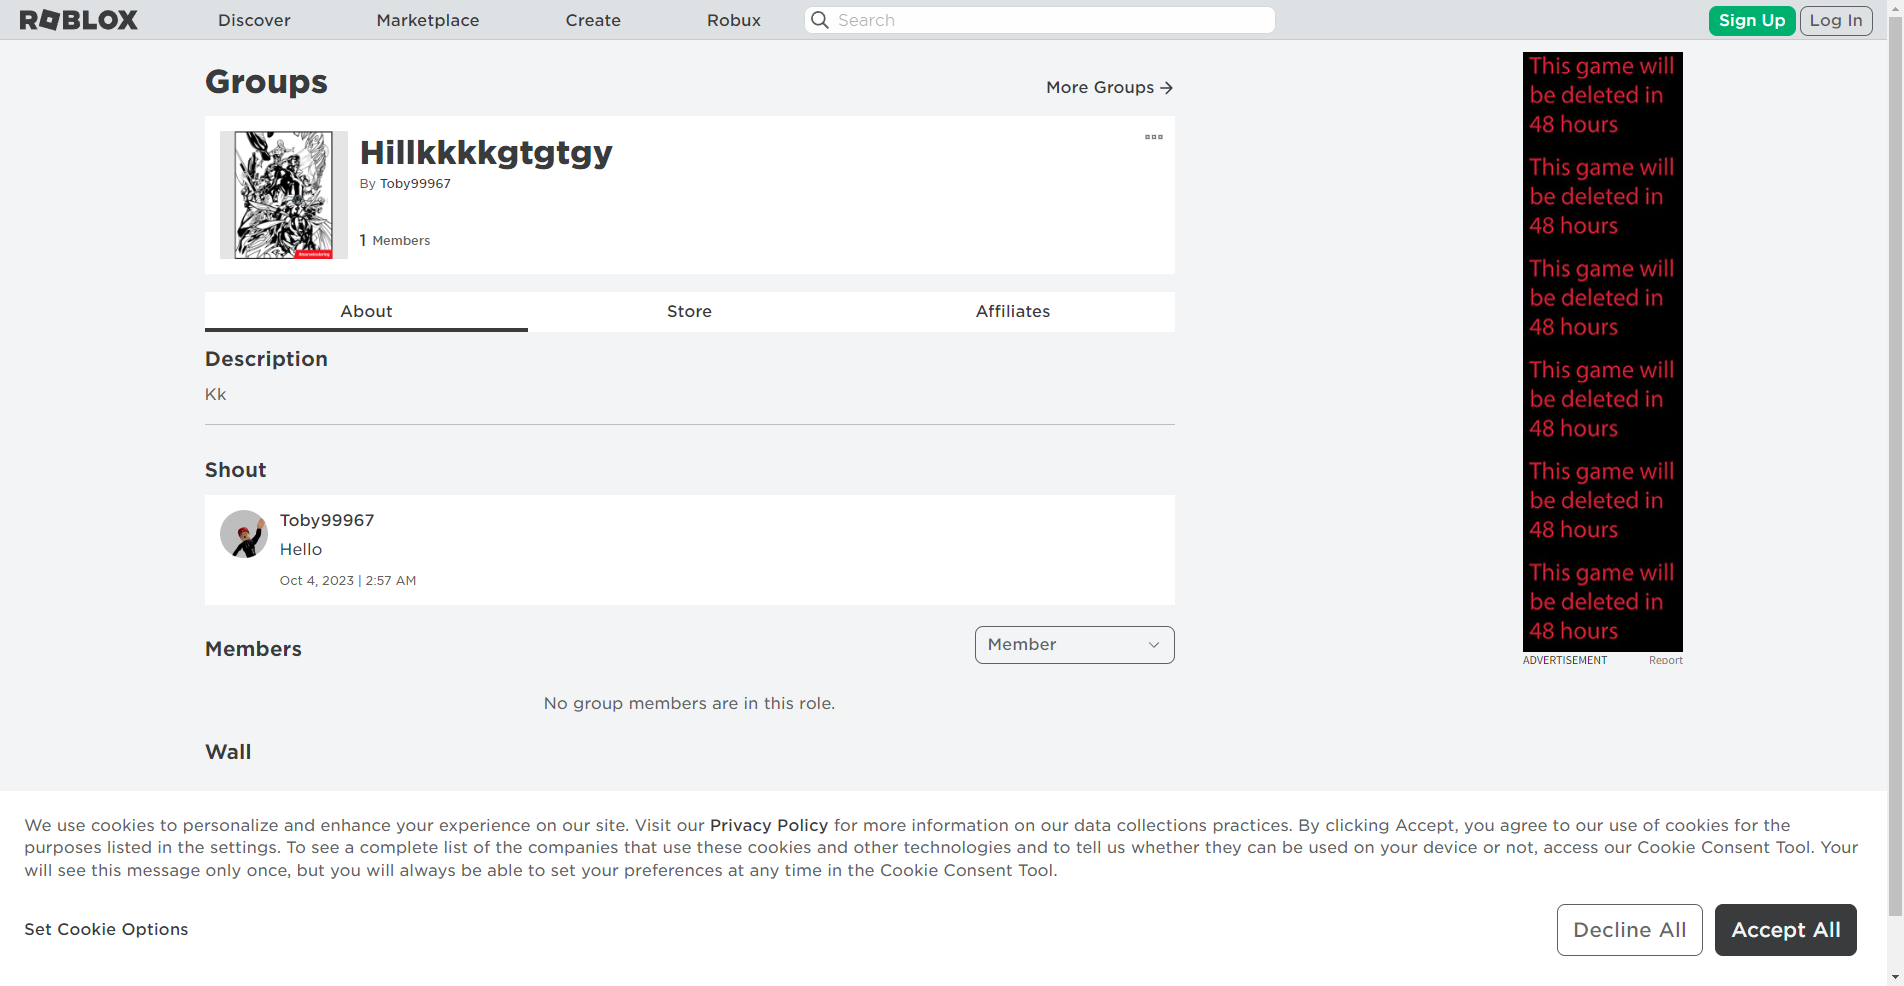 ROBLOX
Discover
Marketplace
Create
Robux
Search
Sign Up
Log In
Groups
More Groups
Hillkkkkgtgtgy
By Toby99967
1 Members
About
Store
Affiliates
Description
Kk
Shout
Toby99967
Hello
Oct 4, 2023 | 2:57 AM
Members
Member
No group members are in this role.
Wall
This game will
be deleted in
48 hours
This game will
be deleted in
48 hours
This game will
be deleted in
48 hours
This game will
be deleted in
48 hours
This game will
be deleted in
48 hours
This game will
be deleted in
48 hours
ADVERTISEMENT
Report
We use cookies to personalize and enhance your experience on our site. Visit our Privacy Policy for more information on our data collections practices. By clicking Accept, you agree to our use of cookies for the
purposes listed in the settings. To see a complete list of the companies that use these cookies and other technologies and to tell us whether they can be used on your device or not, access our Cookie Consent Tool. Your
will see this message only once, but you will always be able to set your preferences at any time in the Cookie Consent Tool.
Set Cookie Options
Decline All
Accept All